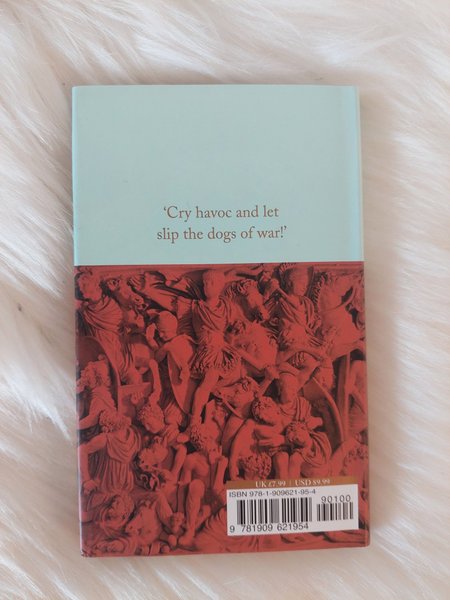 ‘Cry havoc and let
slip the dogs of war!’
UK £7.99 | USD $9.99
ISBN 978-1-909621-95-4
90100
9 781909 621954